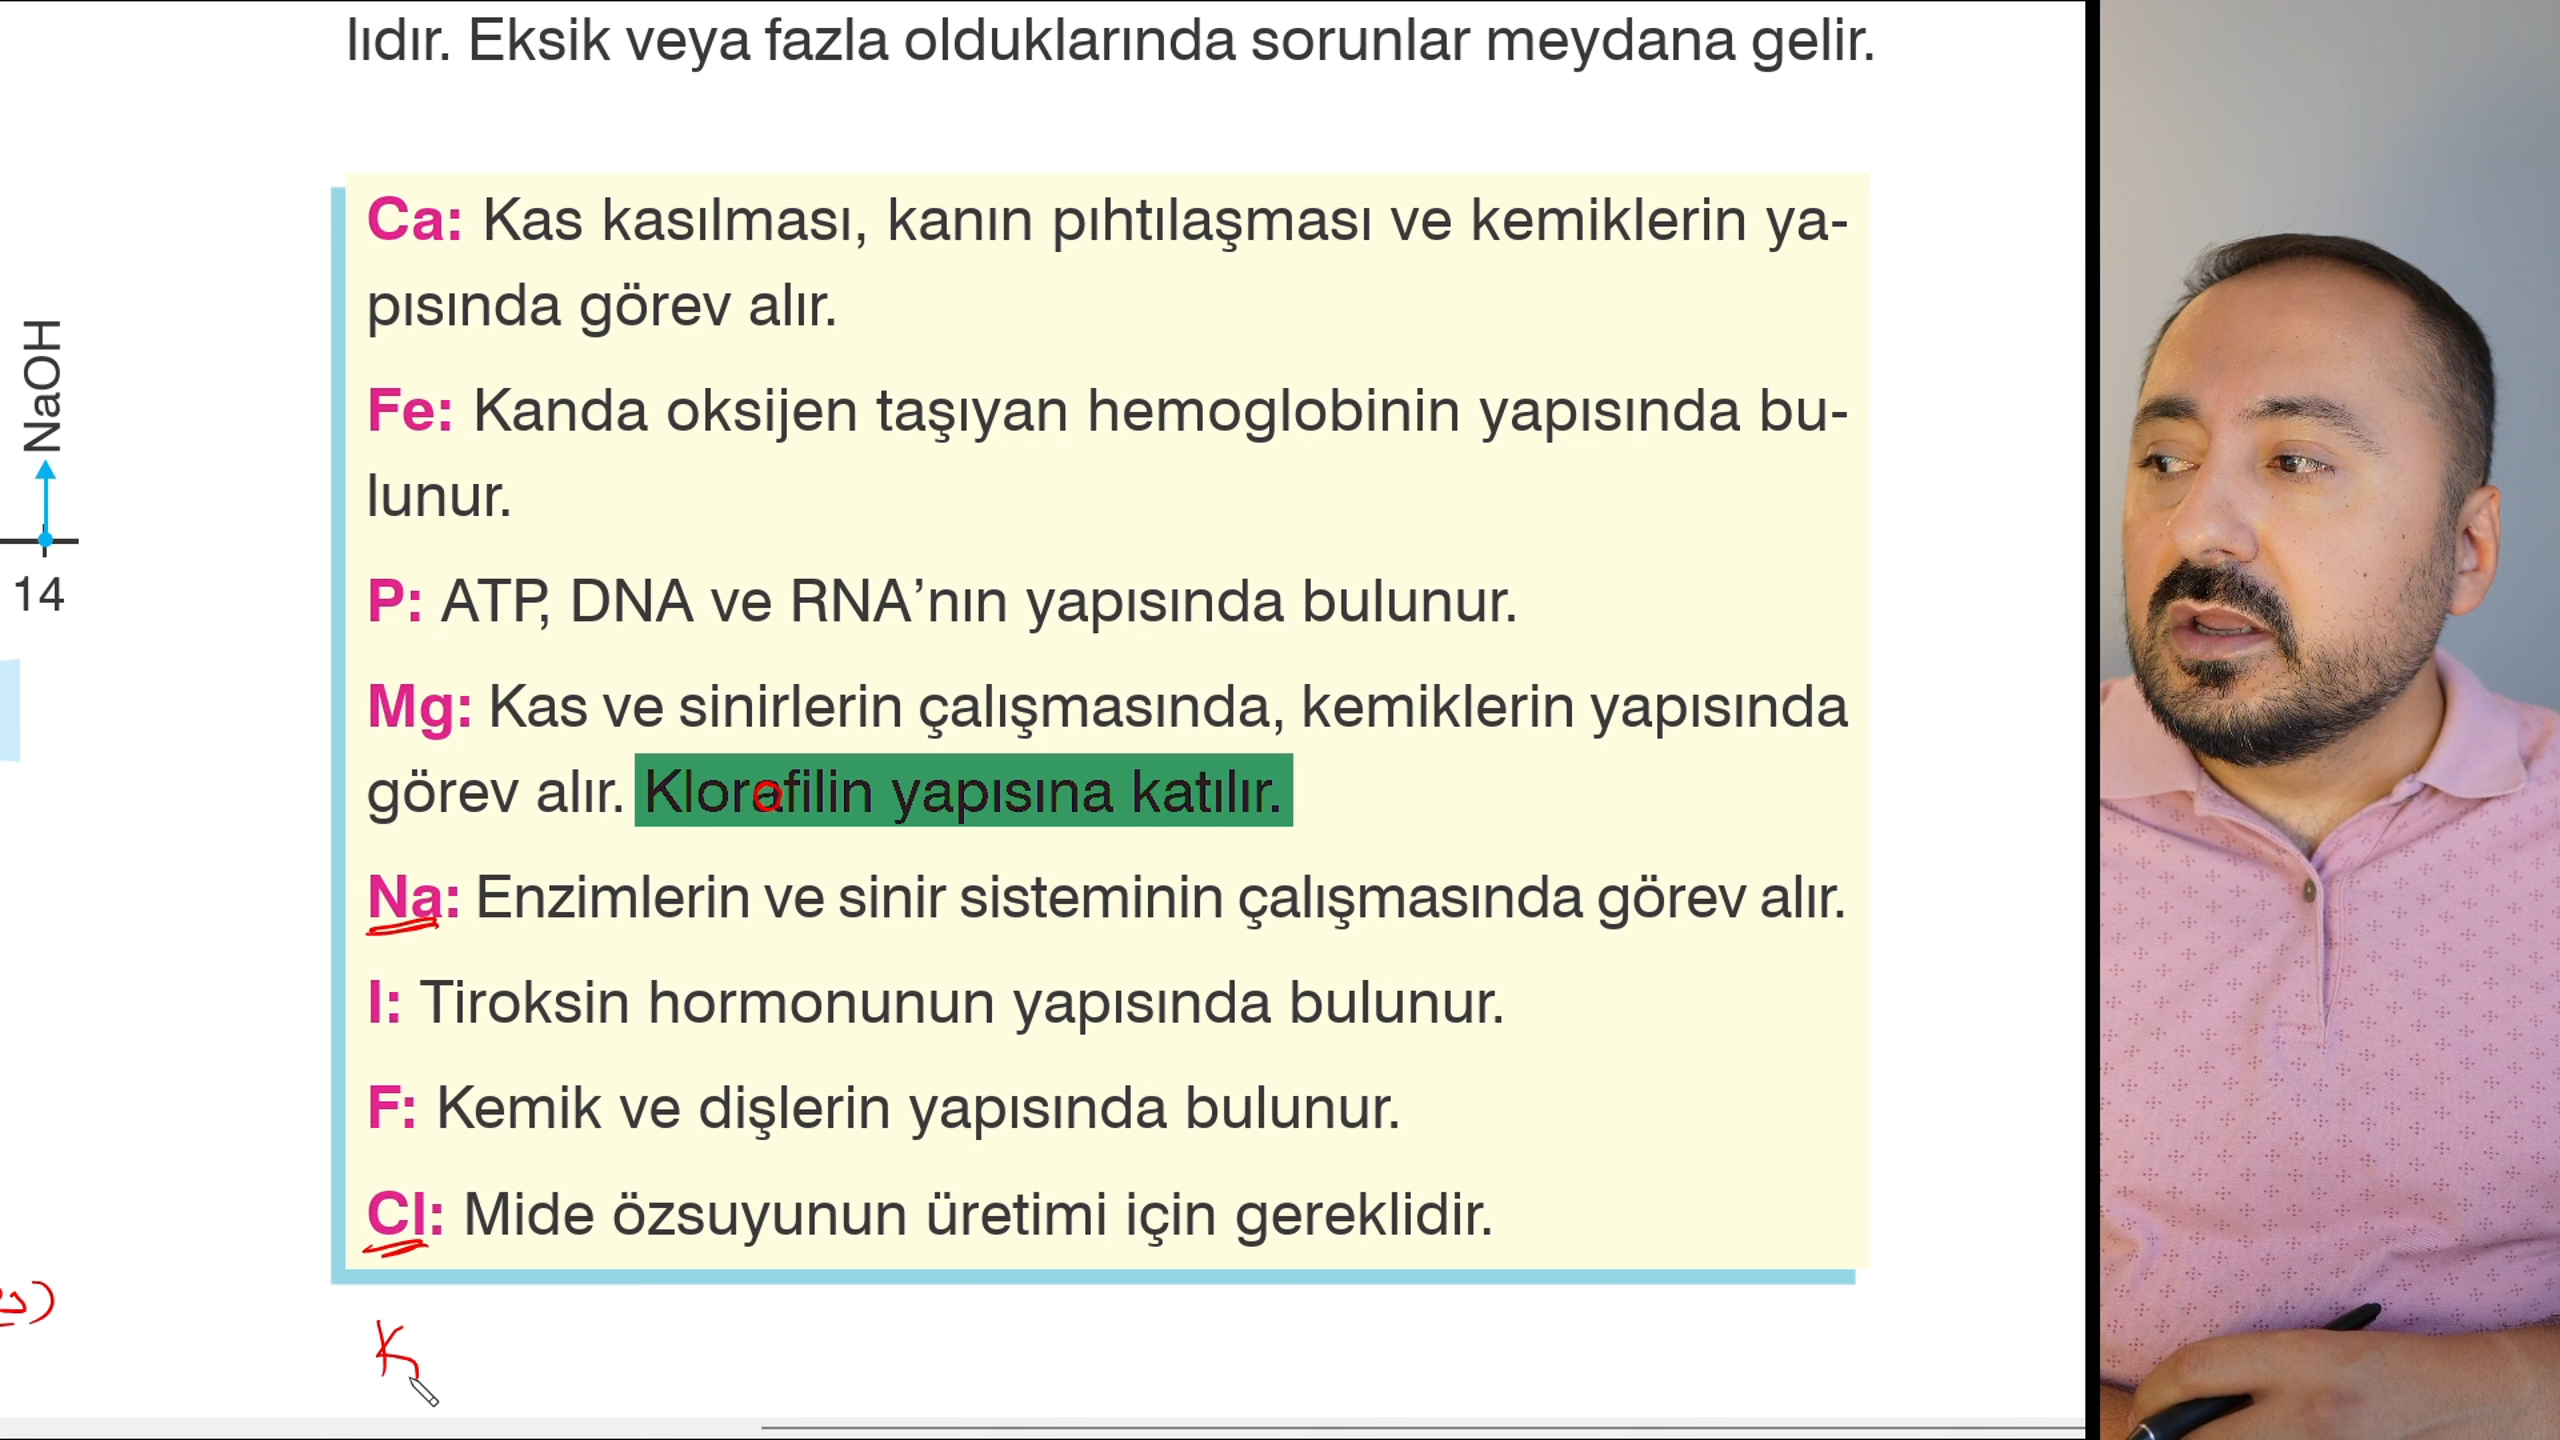 lıdır. Eksik veya fazla olduklarında sorunlar meydana gelir.
Ca: Kas kasılması, kanın pıhtılaşması ve kemiklerin ya-
pısında görev alır.
Fe: Kanda oksijen taşıyan hemoglobinin yapısında bu-
lunur.
P: ATP, DNA ve RNA’nın yapısında bulunur.
Mg: Kas ve sinirlerin çalışmasında, kemiklerin yapısında
görev alır. Klorofilin yapısına katılır.
Na: Enzimlerin ve sinir sisteminin çalışmasında görev alır.
I: Tiroksin hormonunun yapısında bulunur.
F: Kemik ve dişlerin yapısında bulunur.
Cl: Mide özsuyunun üretimi için gereklidir.
K
NaOH
14